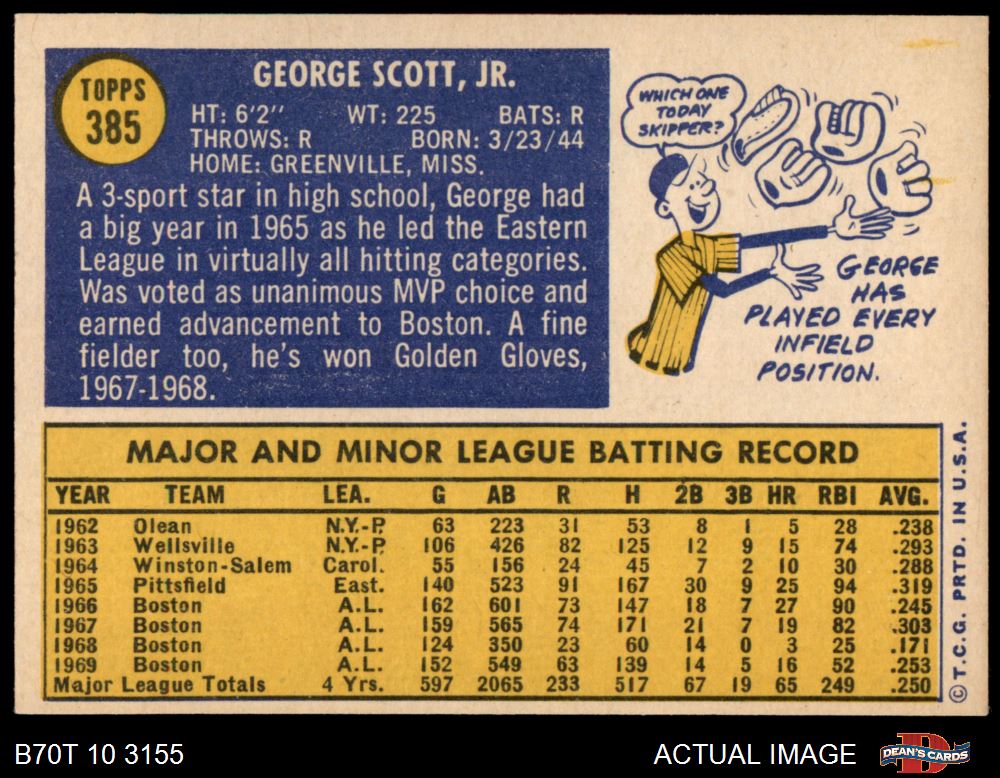 TOPPS
385
GEORGE SCOTT, JR.
HT: 6'2" WT: 225 BATS: R
THROWS: R BORN: 3/23/44
HOME: GREENVILLE, MISS.
A 3-sport star in high school, George had
a big year in 1965 as he led the Eastern
League in virtually all hitting categories.
Was voted as unanimous MVP choice and
earned advancement to Boston. A fine
fielder too, he's won Golden Gloves,
1967-1968.
WHICH ONE
TODAY
SKIPPER?
GEORGE
HAS
PLAYED EVERY
INFIELD
POSITION.
MAJOR AND MINOR LEAGUE BATTING RECORD
YEAR TEAM LEA. G AB R H 2B 3B HR RBI AVG.
1962 Olean N.Y.-P. 63 223 31 53 8 1 5 28 .238
1963 Wellsville N.Y.-P. 106 426 82 125 12 9 15 74 .293
1964 Winston-Salem Carol. 55 156 24 45 7 2 10 30 .288
1965 Pittsfield East. 140 523 91 167 30 9 25 94 .319
1966 Boston A.L. 162 601 73 147 18 7 27 90 .245
1967 Boston A.L. 159 565 74 171 21 7 19 82 .303
1968 Boston A.L. 124 350 23 60 14 0 3 25 .171
1969 Boston A.L. 152 549 63 139 14 5 16 52 .253
Major League Totals 4 Yrs. 597 2065 233 517 67 19 65 249 .250
© T.C.G. PRTD. IN U.S.A.
B70T 10 3155
ACTUAL IMAGE
DEAN'S CARDS